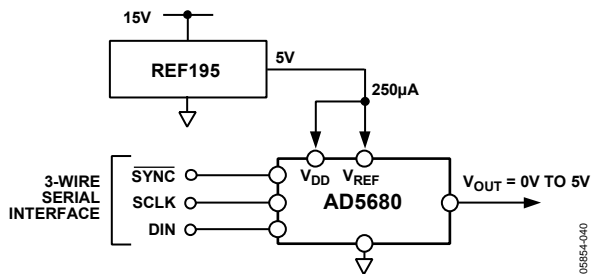 15V
REF195
5V
250µA
3-WIRE
SERIAL
INTERFACE
SYNC
SCLK
DIN
VDD
VREF
AD5680
VOUT = 0V TO 5V
05854-040